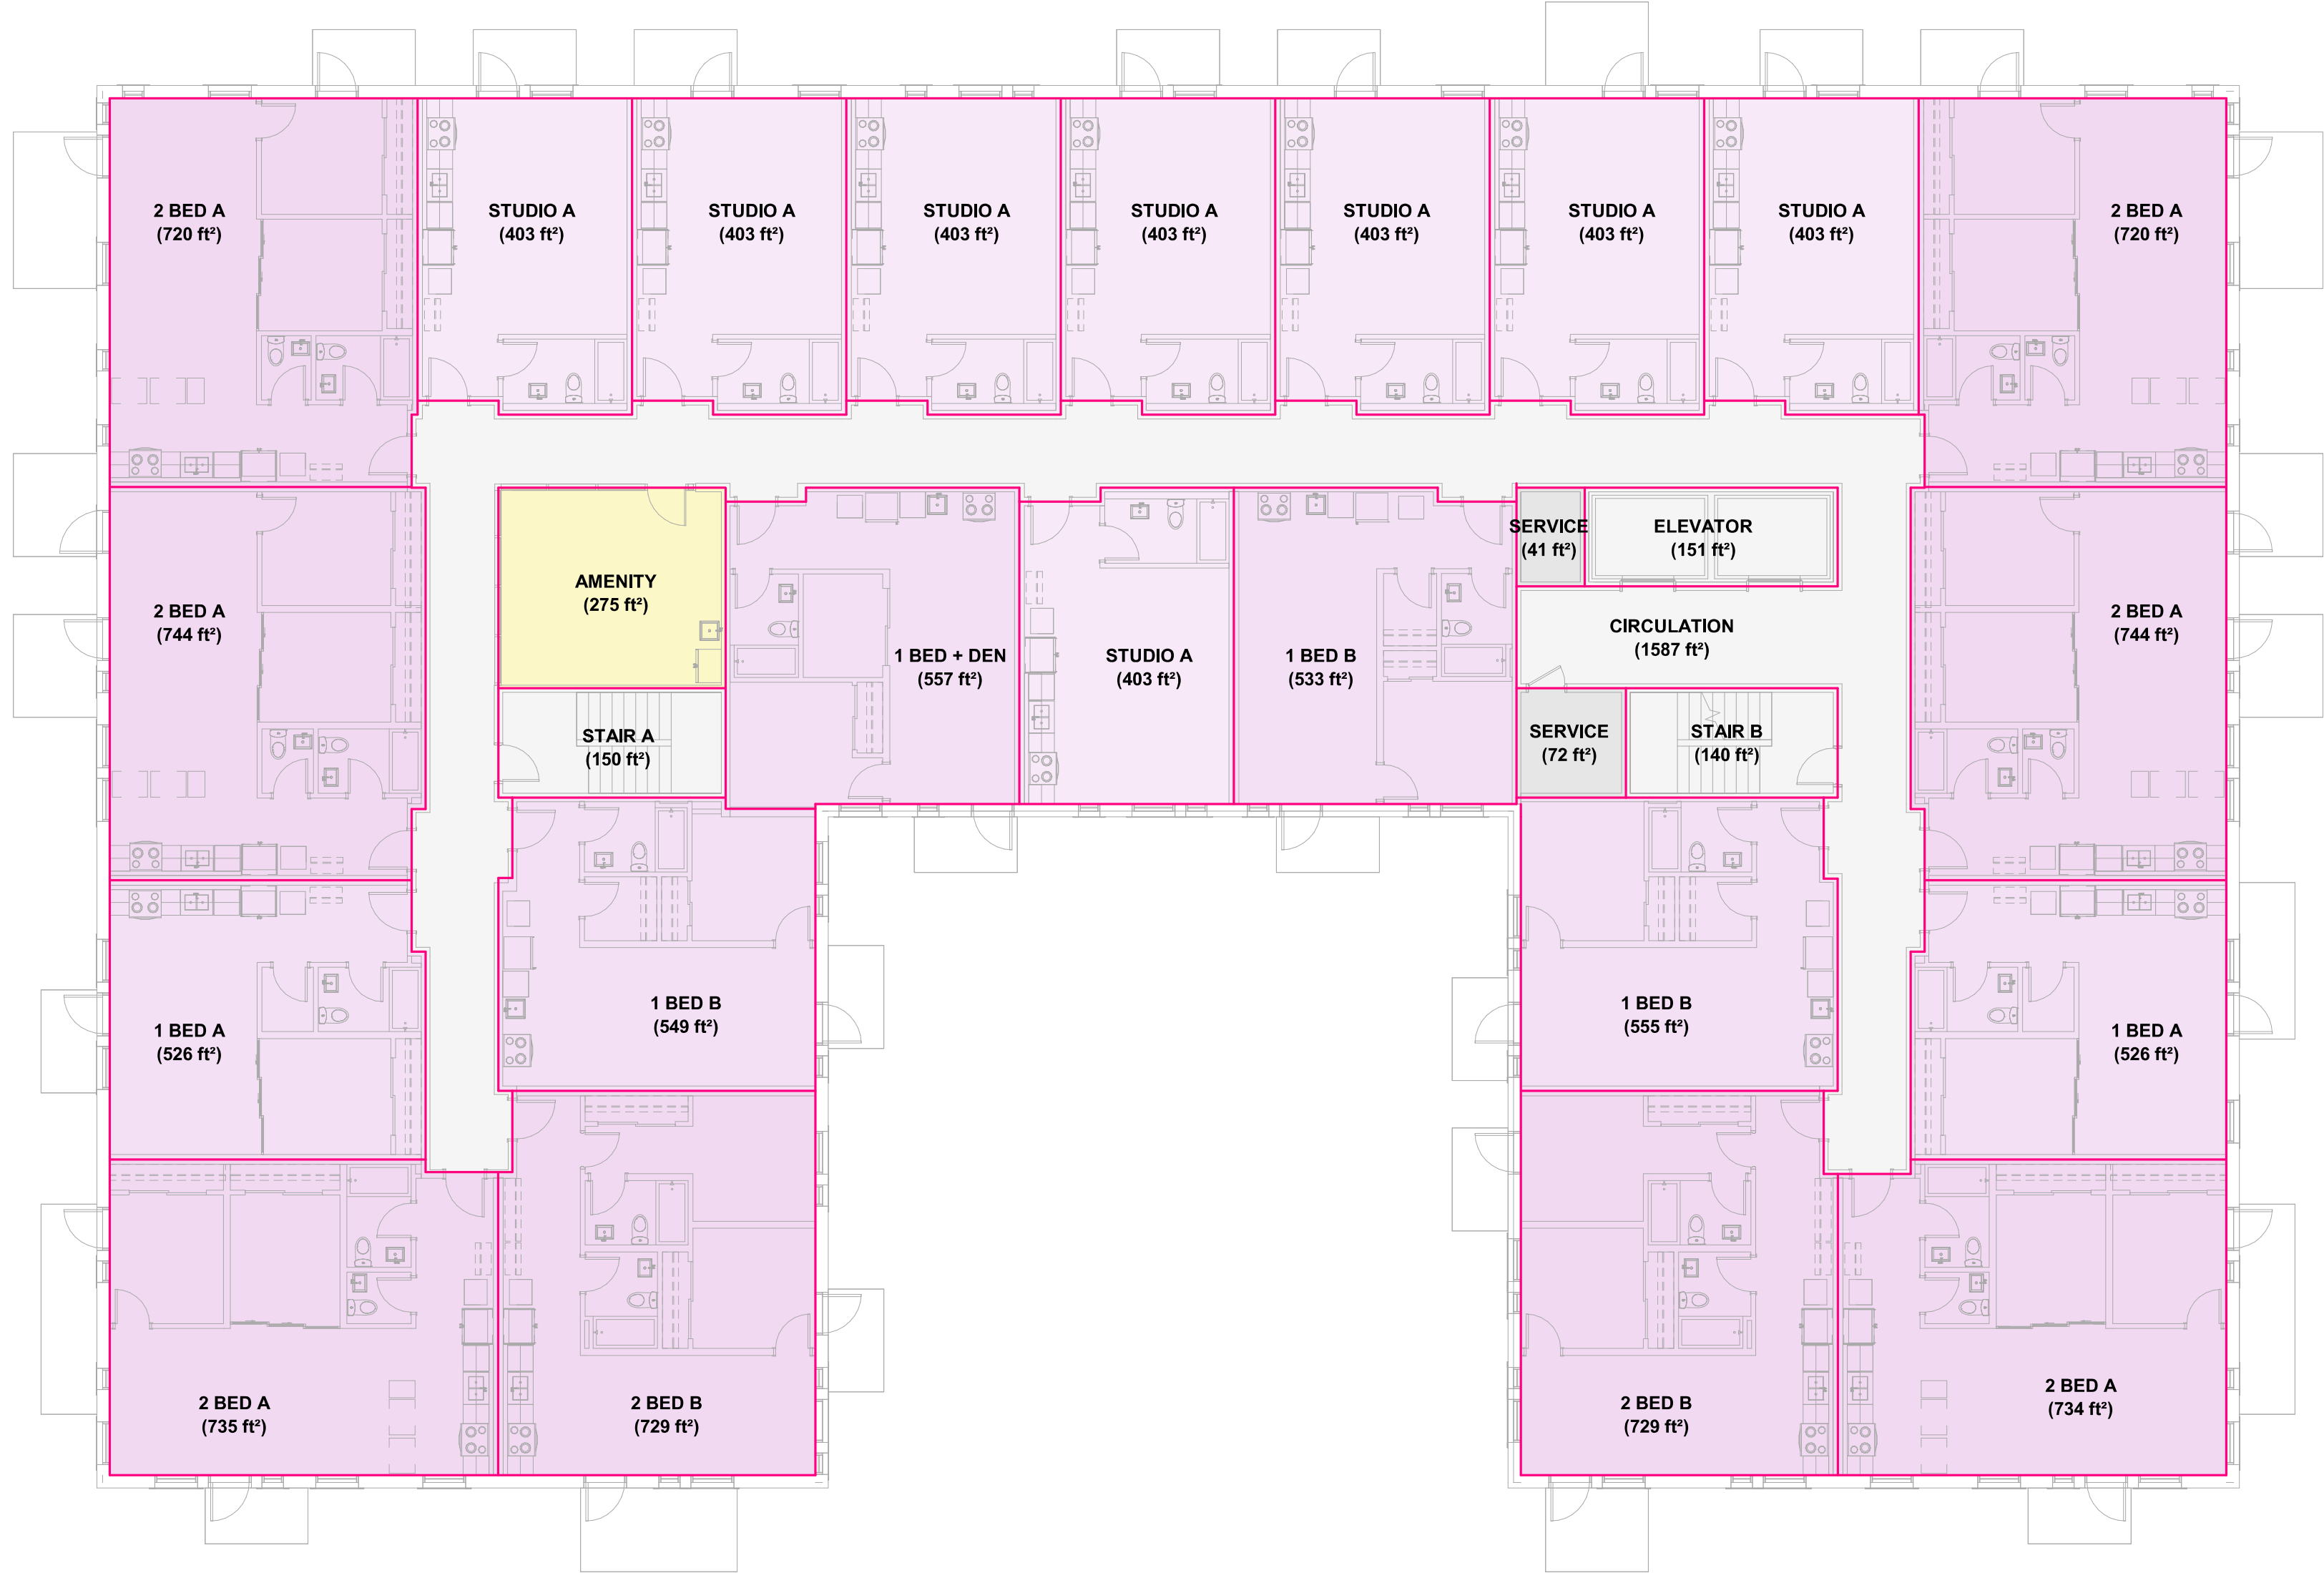 2 BED A
(720 ft²)
STUDIO A
(403 ft²)
STUDIO A
(403 ft²)
STUDIO A
(403 ft²)
STUDIO A
(403 ft²)
STUDIO A
(403 ft²)
STUDIO A
(403 ft²)
STUDIO A
(403 ft²)
2 BED A
(720 ft²)
SERVICE
(41 ft²)
ELEVATOR
(151 ft²)
AMENITY
(275 ft²)
2 BED A
(744 ft²)
2 BED A
(744 ft²)
CIRCULATION
(1587 ft²)
1 BED + DEN
(557 ft²)
STUDIO A
(403 ft²)
1 BED B
(533 ft²)
STAIR A
(150 ft²)
SERVICE
(72 ft²)
STAIR B
(140 ft²)
1 BED B
(549 ft²)
1 BED B
(555 ft²)
1 BED A
(526 ft²)
1 BED A
(526 ft²)
2 BED A
(735 ft²)
2 BED B
(729 ft²)
2 BED B
(729 ft²)
2 BED A
(734 ft²)